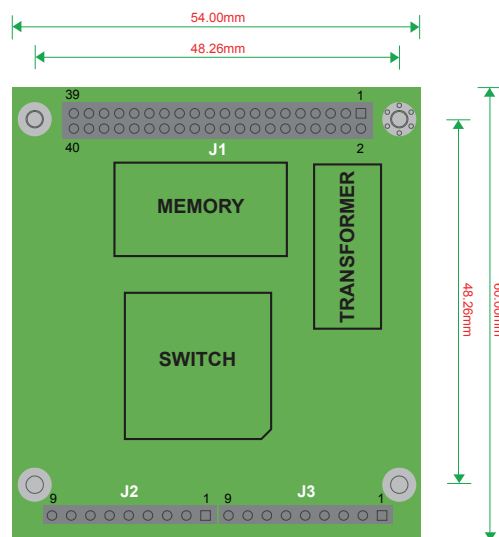 54.00mm
48.26mm
39 1
40 2
J1
MEMORY
TRANSFORMER
48.26mm
SWITCH
J2 J3
9 1 9 1